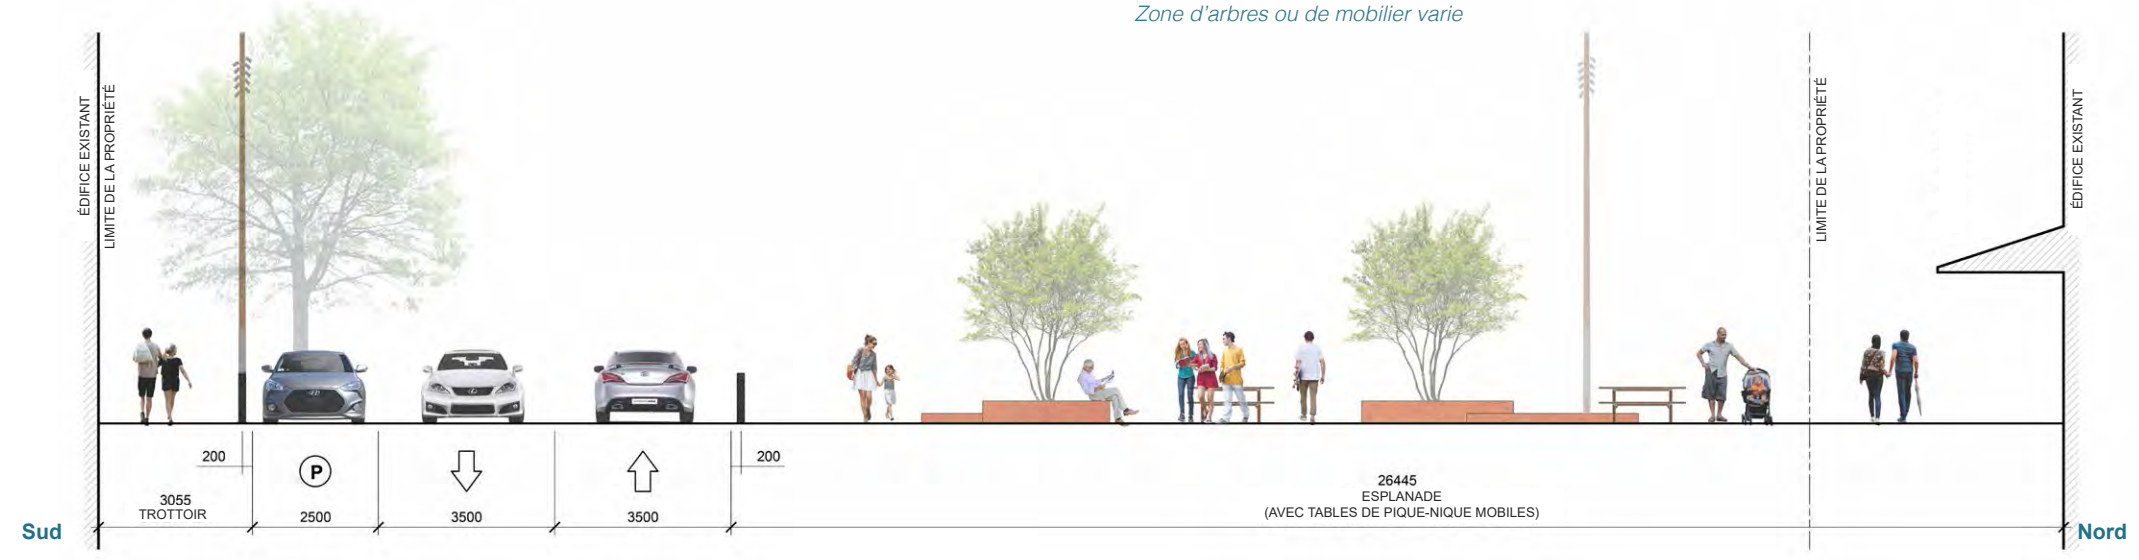 Zone d'arbres ou de mobilier varie
ÉDIFICE EXISTANT
LIMITE DE LA PROPRIÉTÉ
LIMITE DE LA PROPRIÉTÉ
ÉDIFICE EXISTANT
200
P
200
3055
TROTTOIR
2500
3500
3500
26445
ESPLANADE
(AVEC TABLES DE PIQUE-NIQUE MOBILES)
Sud
Nord